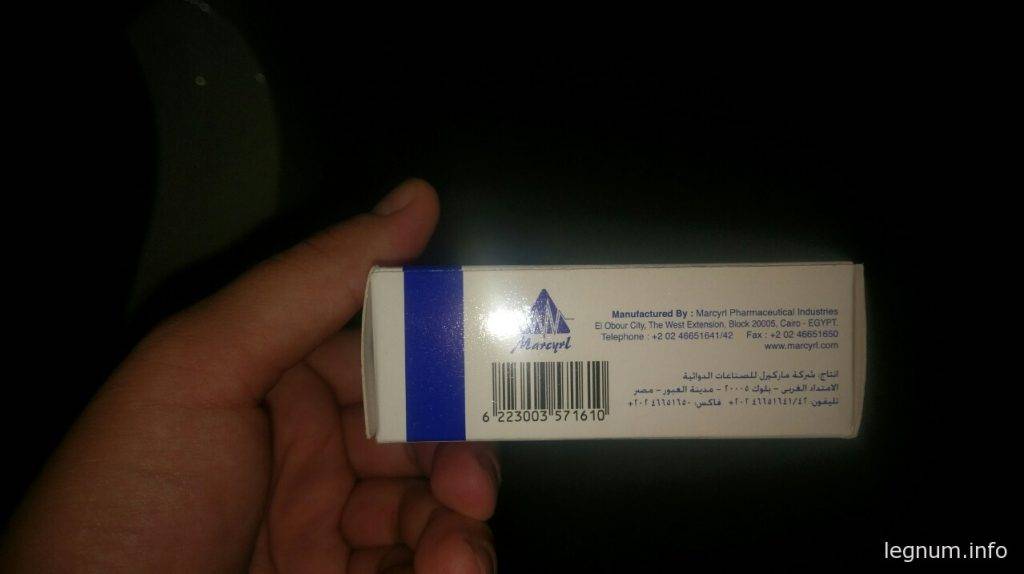 Marcyrl
6 223003 571610
Manufactured By : Marcyrl Pharmaceutical Industries
El Obour City, The West Extension, Block 20005, Cairo - EGYPT.
Telephone : +2 02 46651641/42 Fax : +2 02 46651650
www.marcyrl.com
انتاج: شركة ماركيرل للصناعات الدوائية
الامتداد الغربى - بلوك ٢٠٠٠٥ - مدينة العبور - مصر
تليفون: ٤٦٦٥١٦٤١/٤٢ ٢٠٢+ فاكس: ٤٦٦٥١٦٥٠ ٢٠٢+
legnum.info